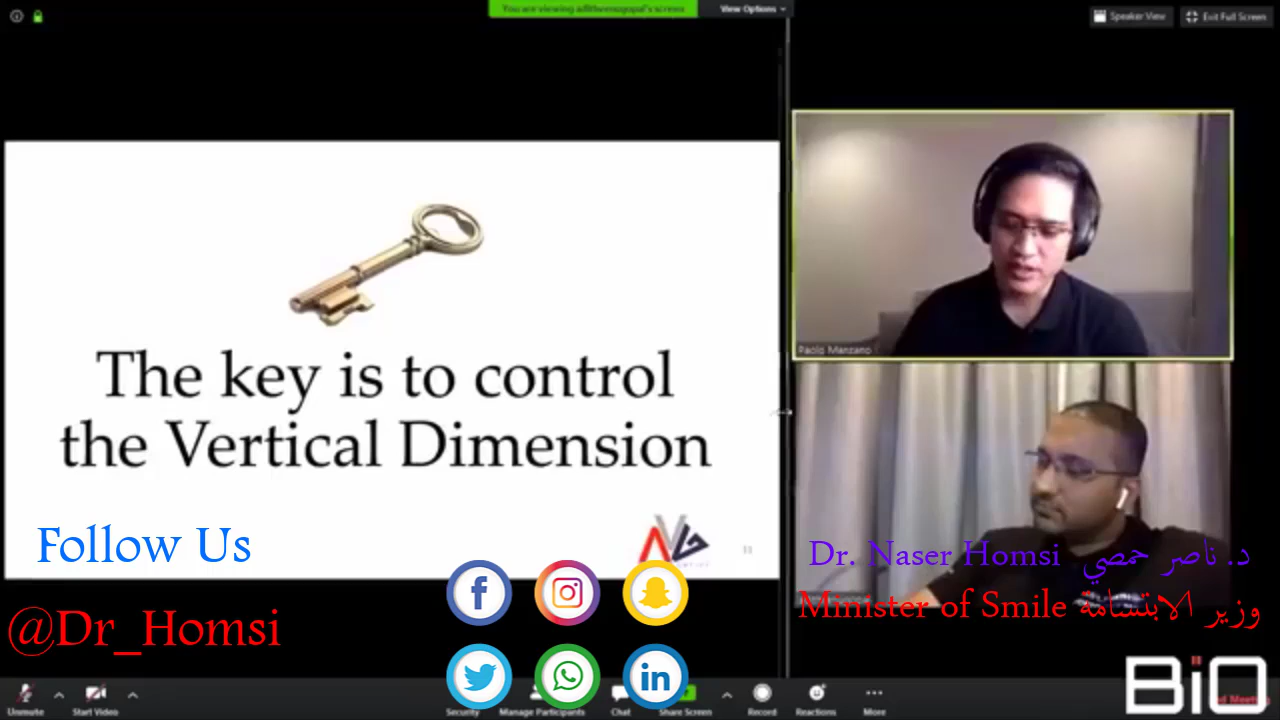 You are viewing adithvenugopal's screen
View Options
Speaker View
Exit Full Screen
The key is to control
the Vertical Dimension
Paolo Manzano
Follow Us
@Dr_Homsi
Dr. Naser Homsi د. ناصر حمصي
Minister of Smile وزير الابتسامة
Unmute
Start Video
Security
Manage Participants
Chat
Share Screen
Record
Reactions
More
BiO